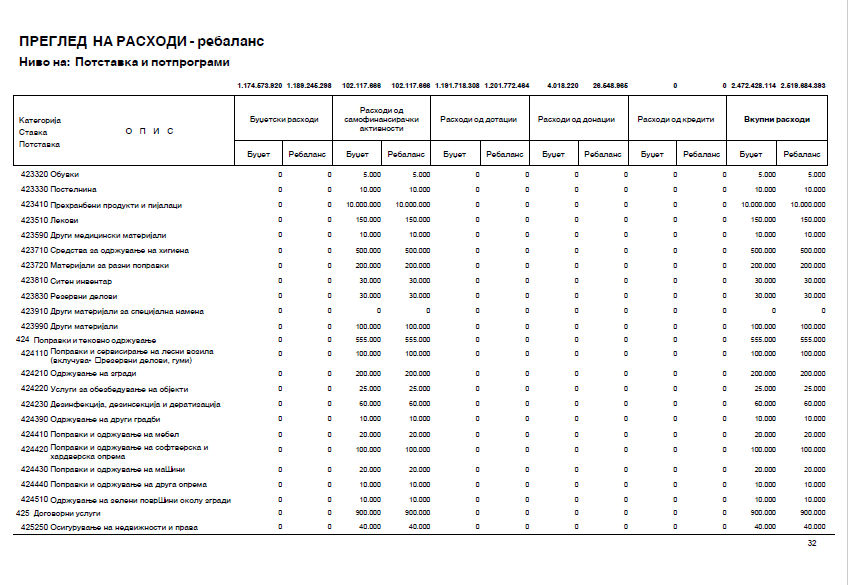 ПРЕГЛЕД НА РАСХОДИ - ребаланс
Ниво на: Потставка и потпрограми
1.174.573.920 1.189.245.298 102.117.666 102.117.666 1.191.718.308 1.201.772.464 4.018.220 26.548.965 0 0 2.472.428.114 2.519.684.393
Категорија
Ставка
Потставка
О П И С
Буџетски расходи
Расходи од
самофинансирачки
активности
Расходи од дотации
Расходи од донации
Расходи од кредити
Вкупни расходи
Буџет Ребаланс Буџет Ребаланс Буџет Ребаланс Буџет Ребаланс Буџет Ребаланс Буџет Ребаланс
423320 Обувки 0 0 5.000 5.000 0 0 0 0 0 0 5.000 5.000
423330 Постелнина 0 0 10.000 10.000 0 0 0 0 0 0 10.000 10.000
423410 Прехранбени продукти и пијалаци 0 0 10.000.000 10.000.000 0 0 0 0 0 0 10.000.000 10.000.000
423510 Лекови 0 0 150.000 150.000 0 0 0 0 0 0 150.000 150.000
423590 Други медицински материјали 0 0 10.000 10.000 0 0 0 0 0 0 10.000 10.000
423710 Средства за одржување на хигиена 0 0 500.000 500.000 0 0 0 0 0 0 500.000 500.000
423720 Материјали за разни поправки 0 0 200.000 200.000 0 0 0 0 0 0 200.000 200.000
423810 Ситен инвентар 0 0 30.000 30.000 0 0 0 0 0 0 30.000 30.000
423830 Резервни делови 0 0 30.000 30.000 0 0 0 0 0 0 30.000 30.000
423910 Други материјали за специјална намена 0 0 0 0 0 0 0 0 0 0 0 0
423990 Други материјали 0 0 100.000 100.000 0 0 0 0 0 0 100.000 100.000
424 Поправки и тековно одржување 0 0 555.000 555.000 0 0 0 0 0 0 555.000 555.000
424110 Поправки и сервисирање на лесни возила
(вклучува- □резервни делови, гуми) 0 0 100.000 100.000 0 0 0 0 0 0 100.000 100.000
424210 Одржување на згради 0 0 200.000 200.000 0 0 0 0 0 0 200.000 200.000
424220 Услуги за обезбедување на објекти 0 0 25.000 25.000 0 0 0 0 0 0 25.000 25.000
424230 Дезинфекција, дезинсекција и дератизација 0 0 60.000 60.000 0 0 0 0 0 0 60.000 60.000
424390 Одржување на други градби 0 0 10.000 10.000 0 0 0 0 0 0 10.000 10.000
424410 Поправки и одржување на мебел 0 0 20.000 20.000 0 0 0 0 0 0 20.000 20.000
424420 Поправки и одржување на софтверска и
хардверска опрема 0 0 100.000 100.000 0 0 0 0 0 0 100.000 100.000
424430 Поправки и одржување на маШини 0 0 20.000 20.000 0 0 0 0 0 0 20.000 20.000
424440 Поправки и одржување на друга опрема 0 0 10.000 10.000 0 0 0 0 0 0 10.000 10.000
424510 Одржување на зелени поврШини околу згради 0 0 10.000 10.000 0 0 0 0 0 0 10.000 10.000
425 Договорни услуги 0 0 900.000 900.000 0 0 0 0 0 0 900.000 900.000
425250 Осигурување на недвижности и права 0 0 40.000 40.000 0 0 0 0 0 0 40.000 40.000
32